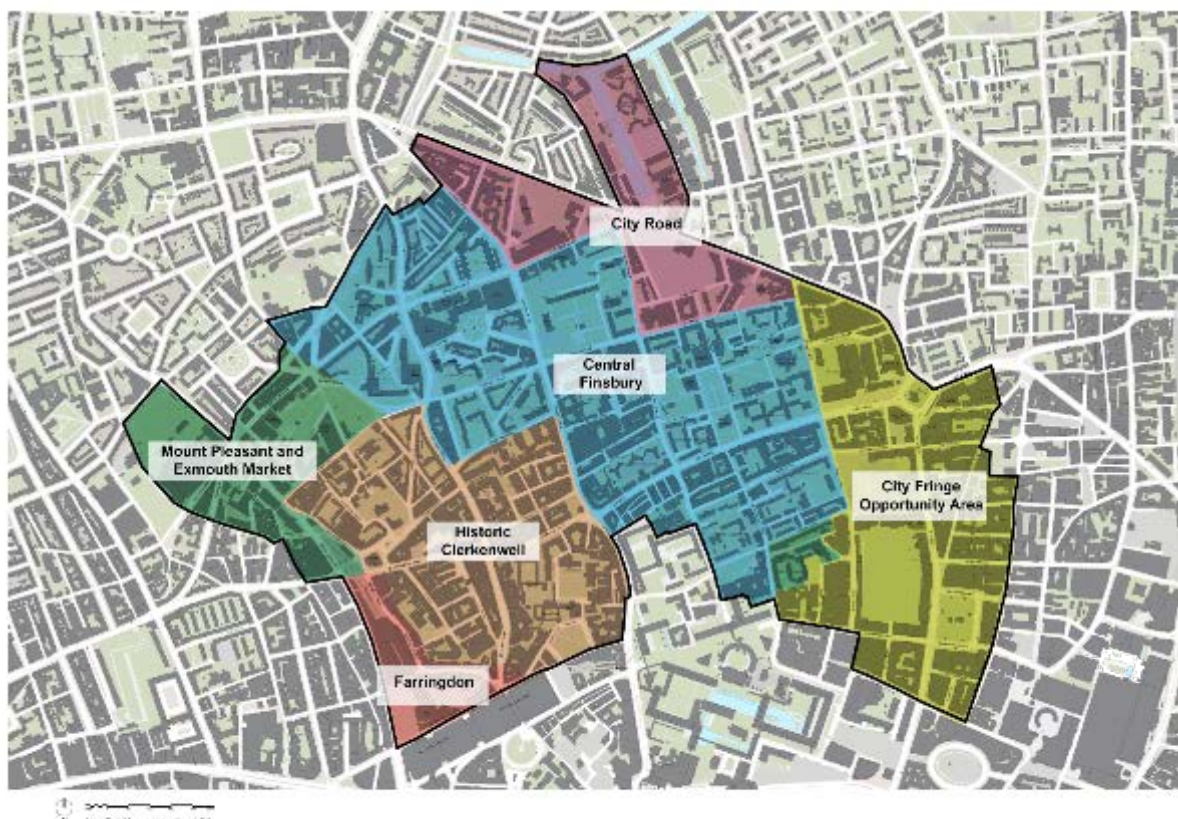 City Road
Central
Finsbury
Mount Pleasant and
Exmouth Market
City Fringe
Opportunity Area
Historic
Clerkenwell
Farringdon